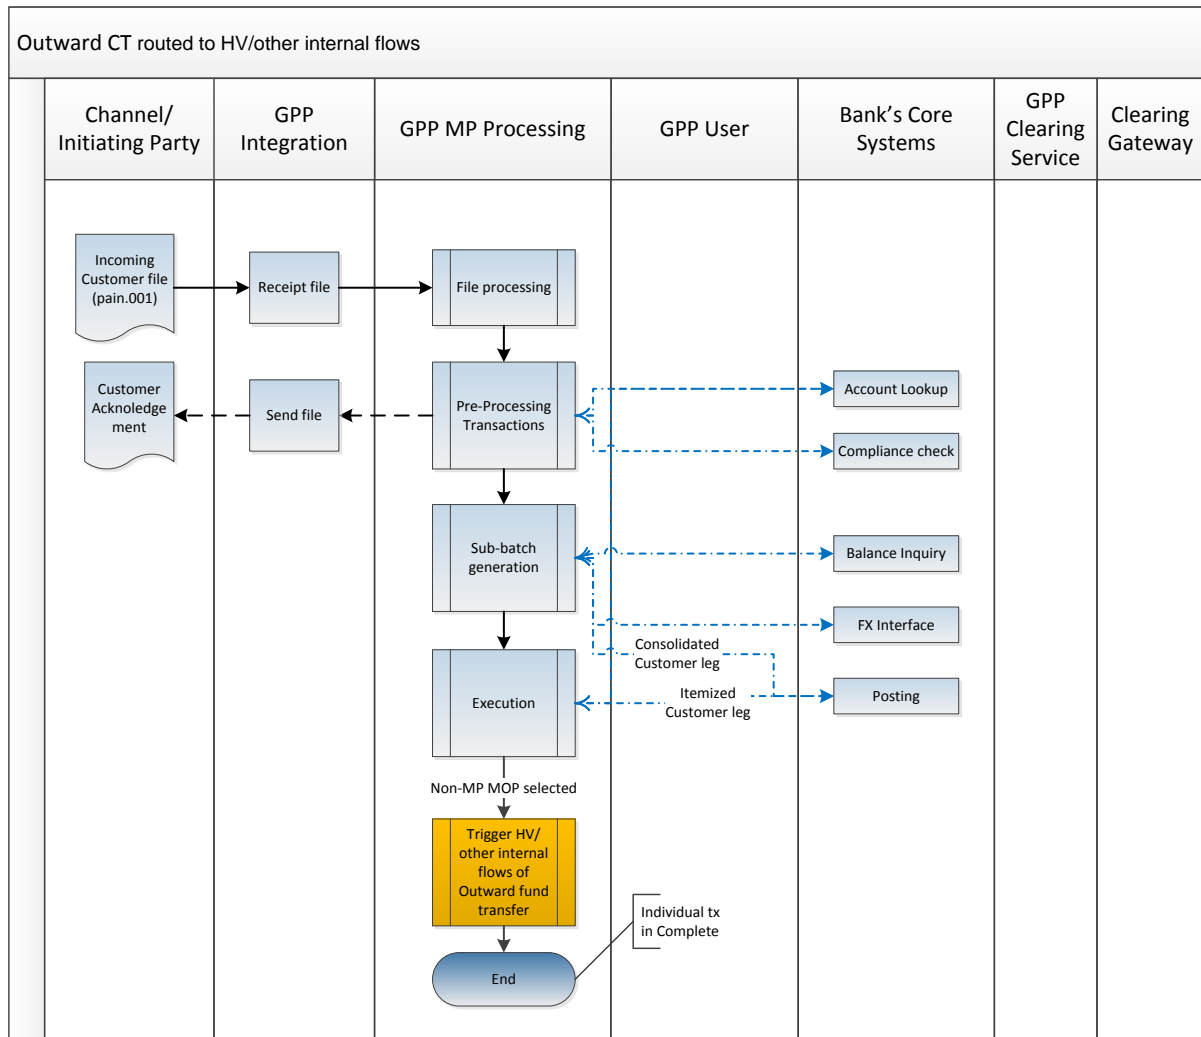 Outward CT routed to HV/other internal flows
Channel/
Initiating Party
GPP
Integration
GPP MP Processing
GPP User
Bank's Core
Systems
GPP
Clearing
Service
Clearing
Gateway
Incoming
Customer file
(pain.001)
Receipt file
File processing
Customer
Acknoledge
ment
Send file
Pre-Processing
Transactions
Account Lookup
Compliance check
Sub-batch
generation
Balance Inquiry
FX Interface
Consolidated
Customer leg
Execution
Itemized
Customer leg
Posting
Non-MP MOP selected
Trigger HV/
other internal
flows of
Outward fund
transfer
Individual tx
in Complete
End